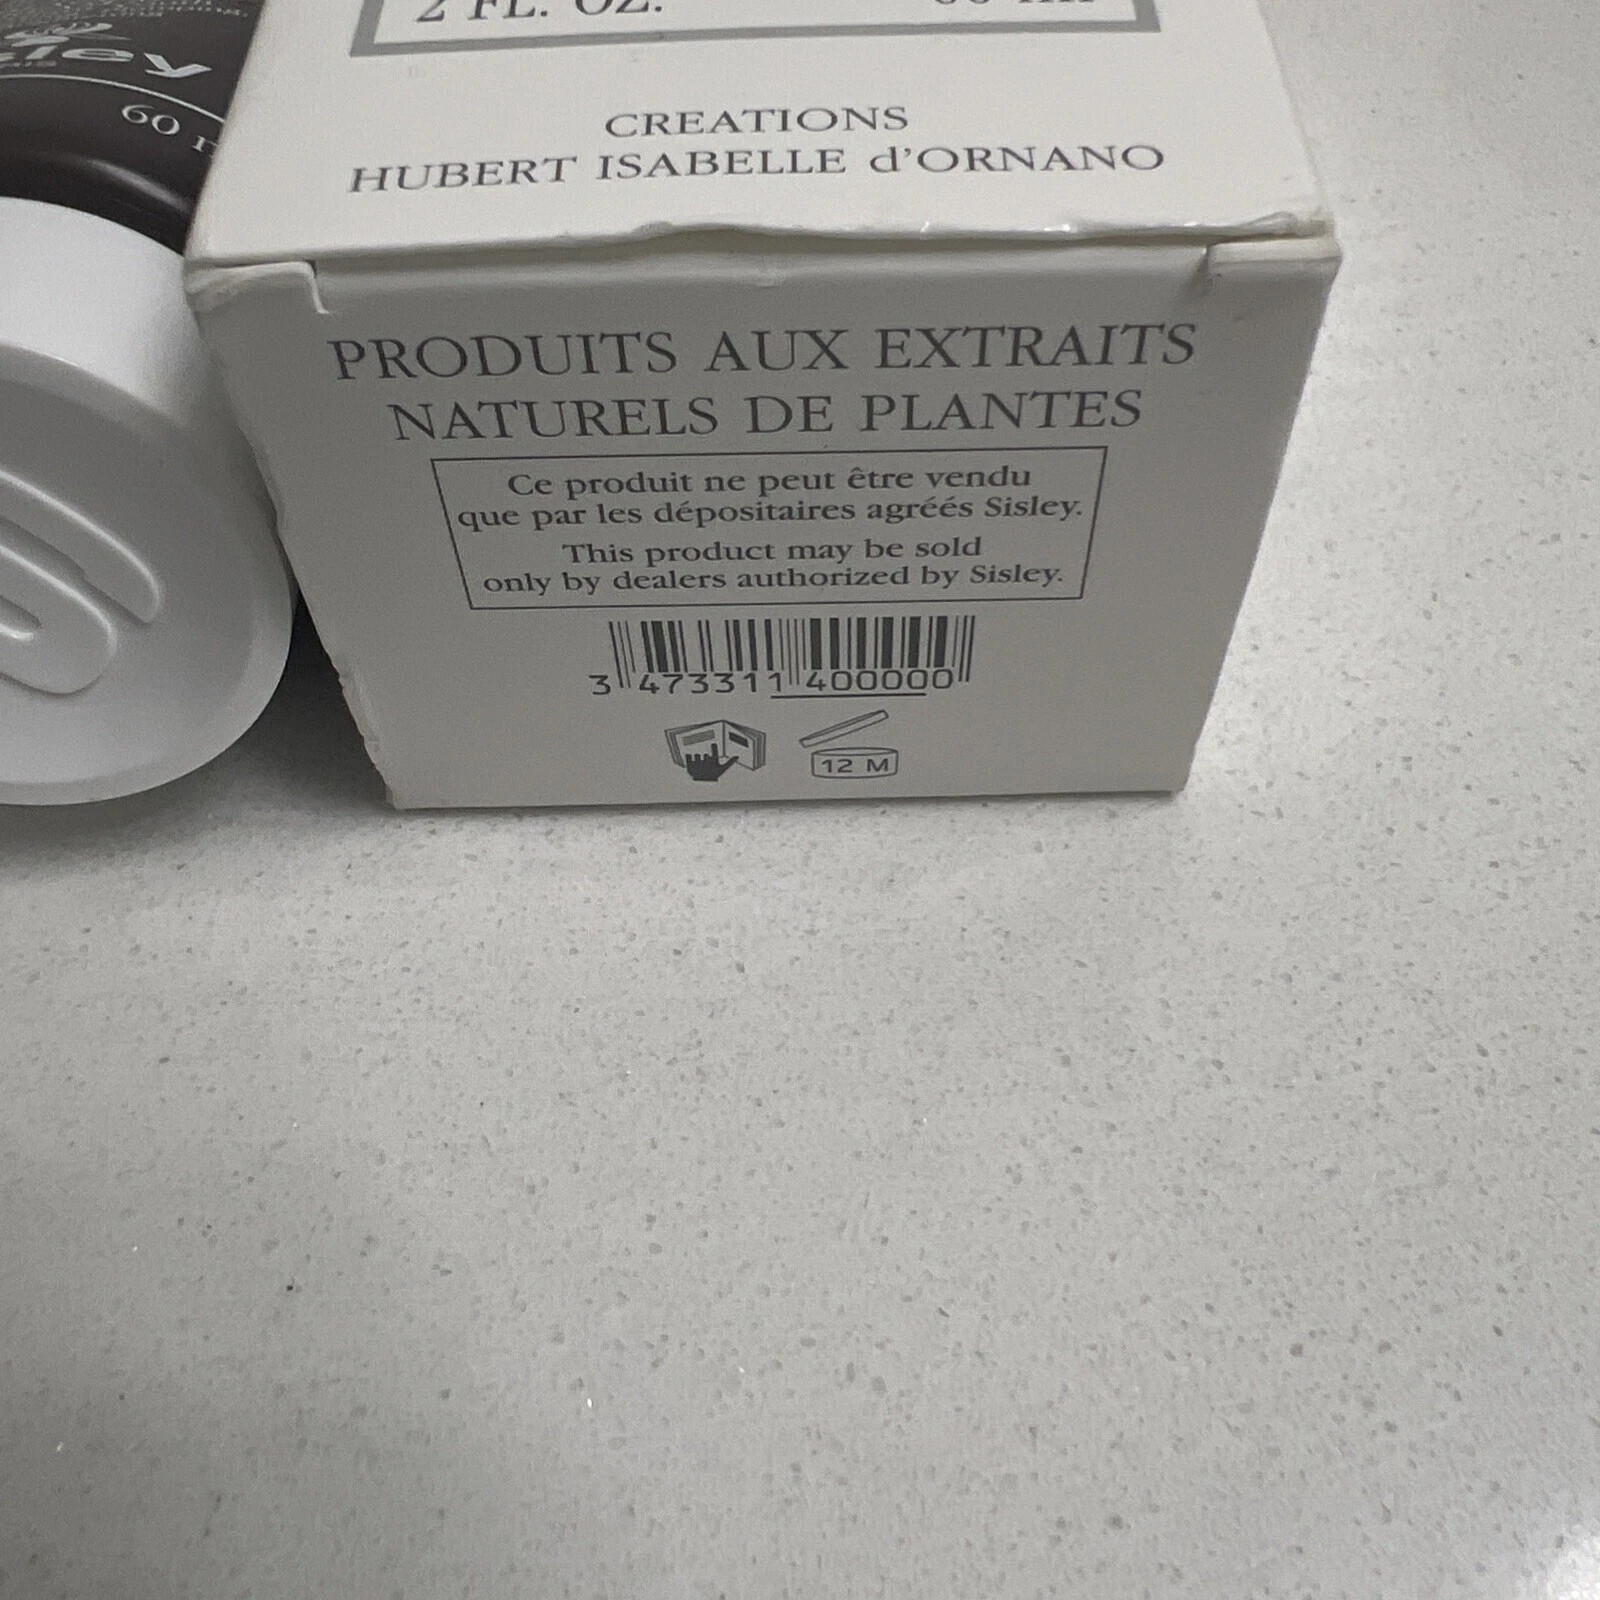 2 FL. OZ.
60
CREATIONS
HUBERT ISABELLE d'ORNANO
PRODUITS AUX EXTRAITS
NATURELS DE PLANTES
Ce produit ne peut être vendu
que par les dépositaires agréés Sisley.
This product may be sold
only by dealers authorized by Sisley.
3 473311 400000
12 M